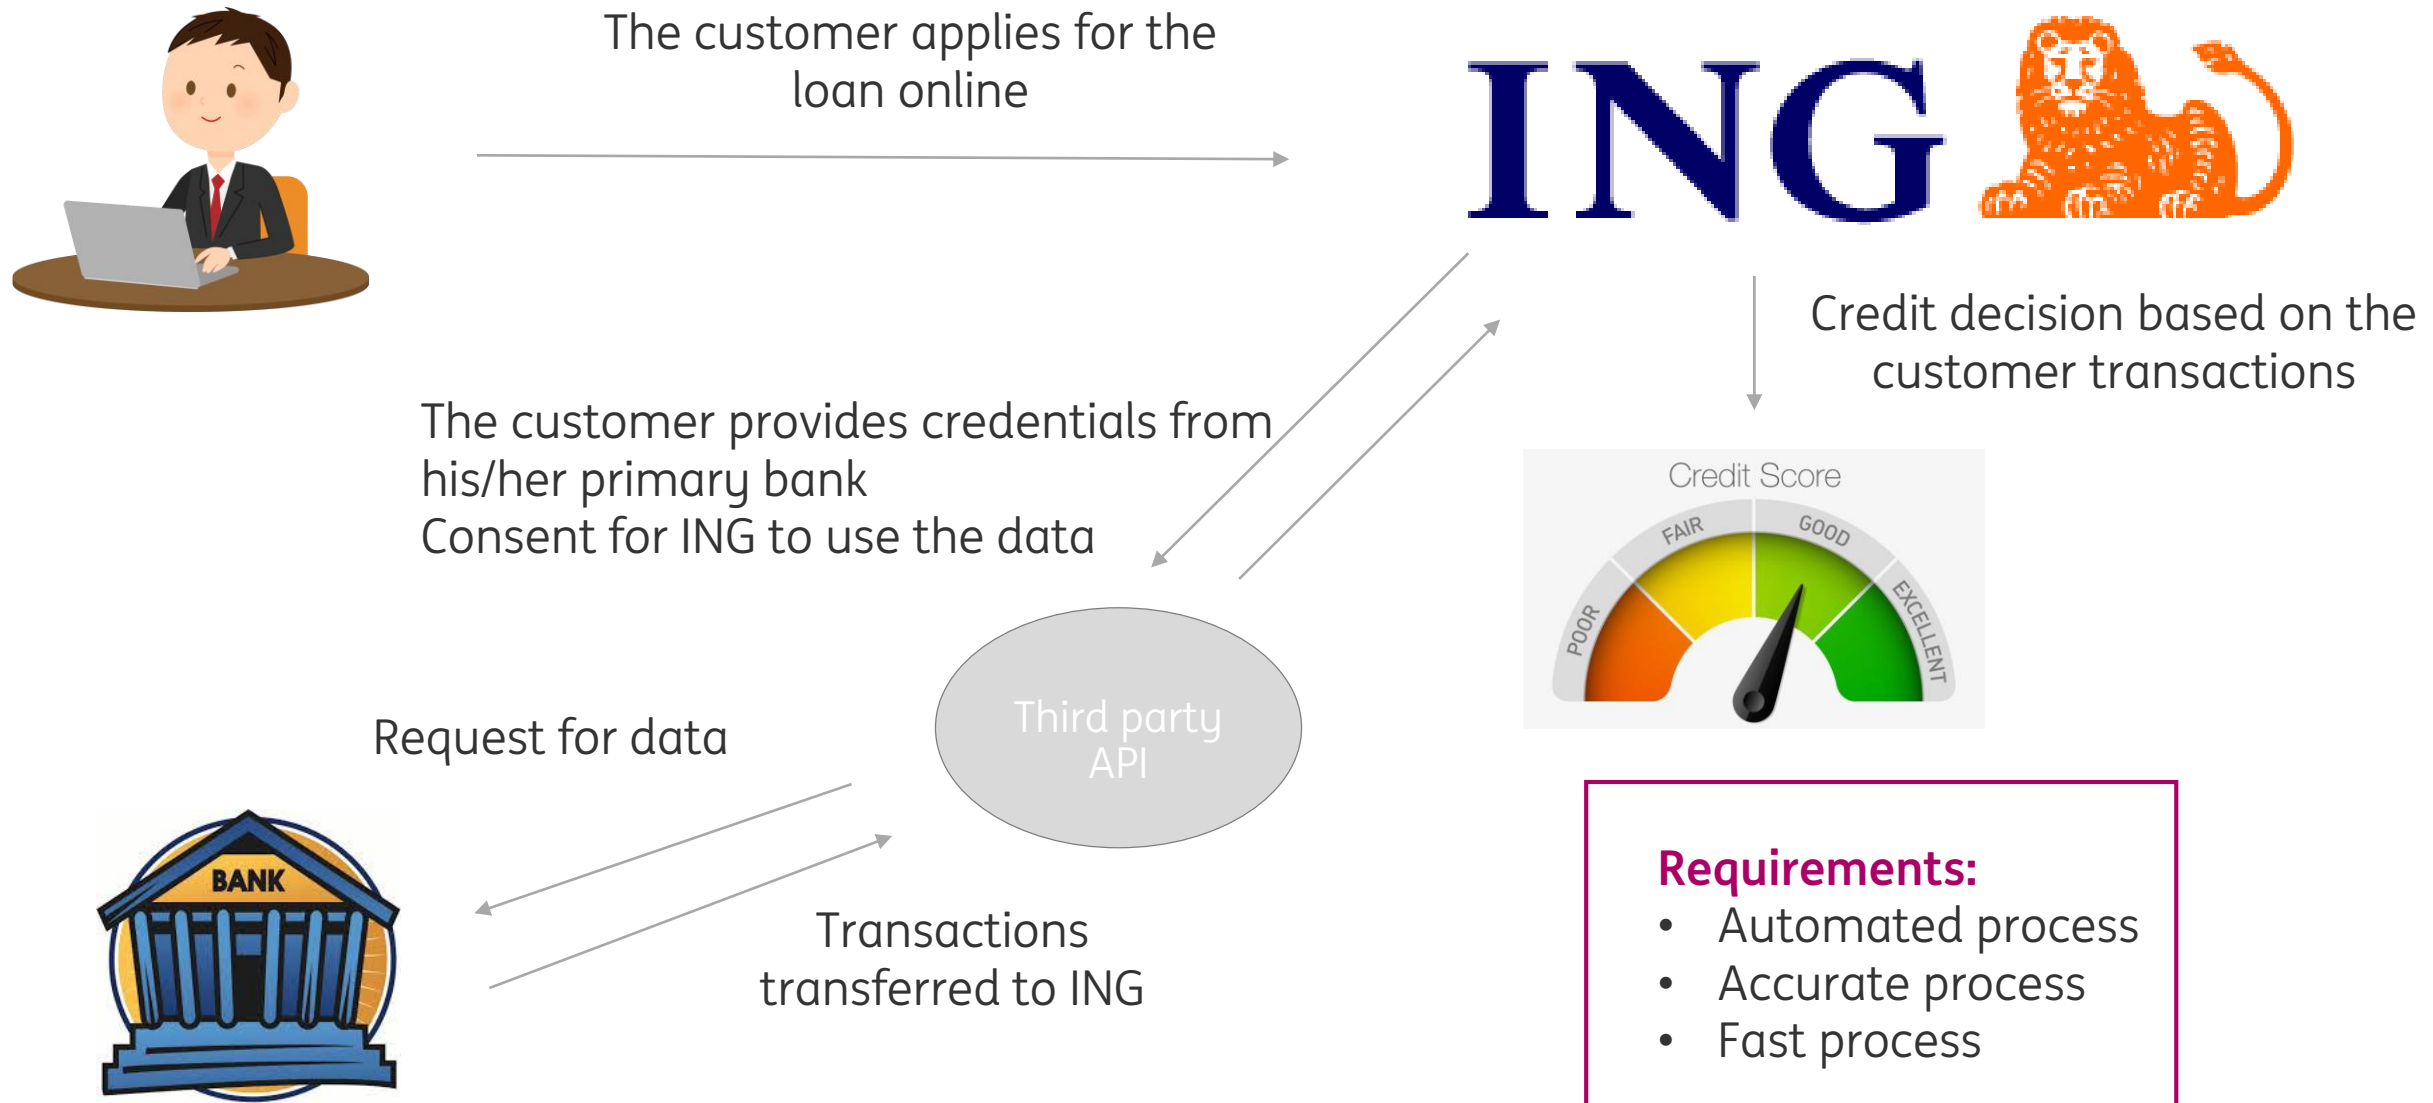 The customer applies for the
loan online
ING
Credit decision based on the
customer transactions
The customer provides credentials from
his/her primary bank
Consent for ING to use the data
Credit Score
POOR
FAIR
GOOD
EXCELLENT
Third party
API
Request for data
BANK
Transactions
transferred to ING
Requirements:
• Automated process
• Accurate process
• Fast process